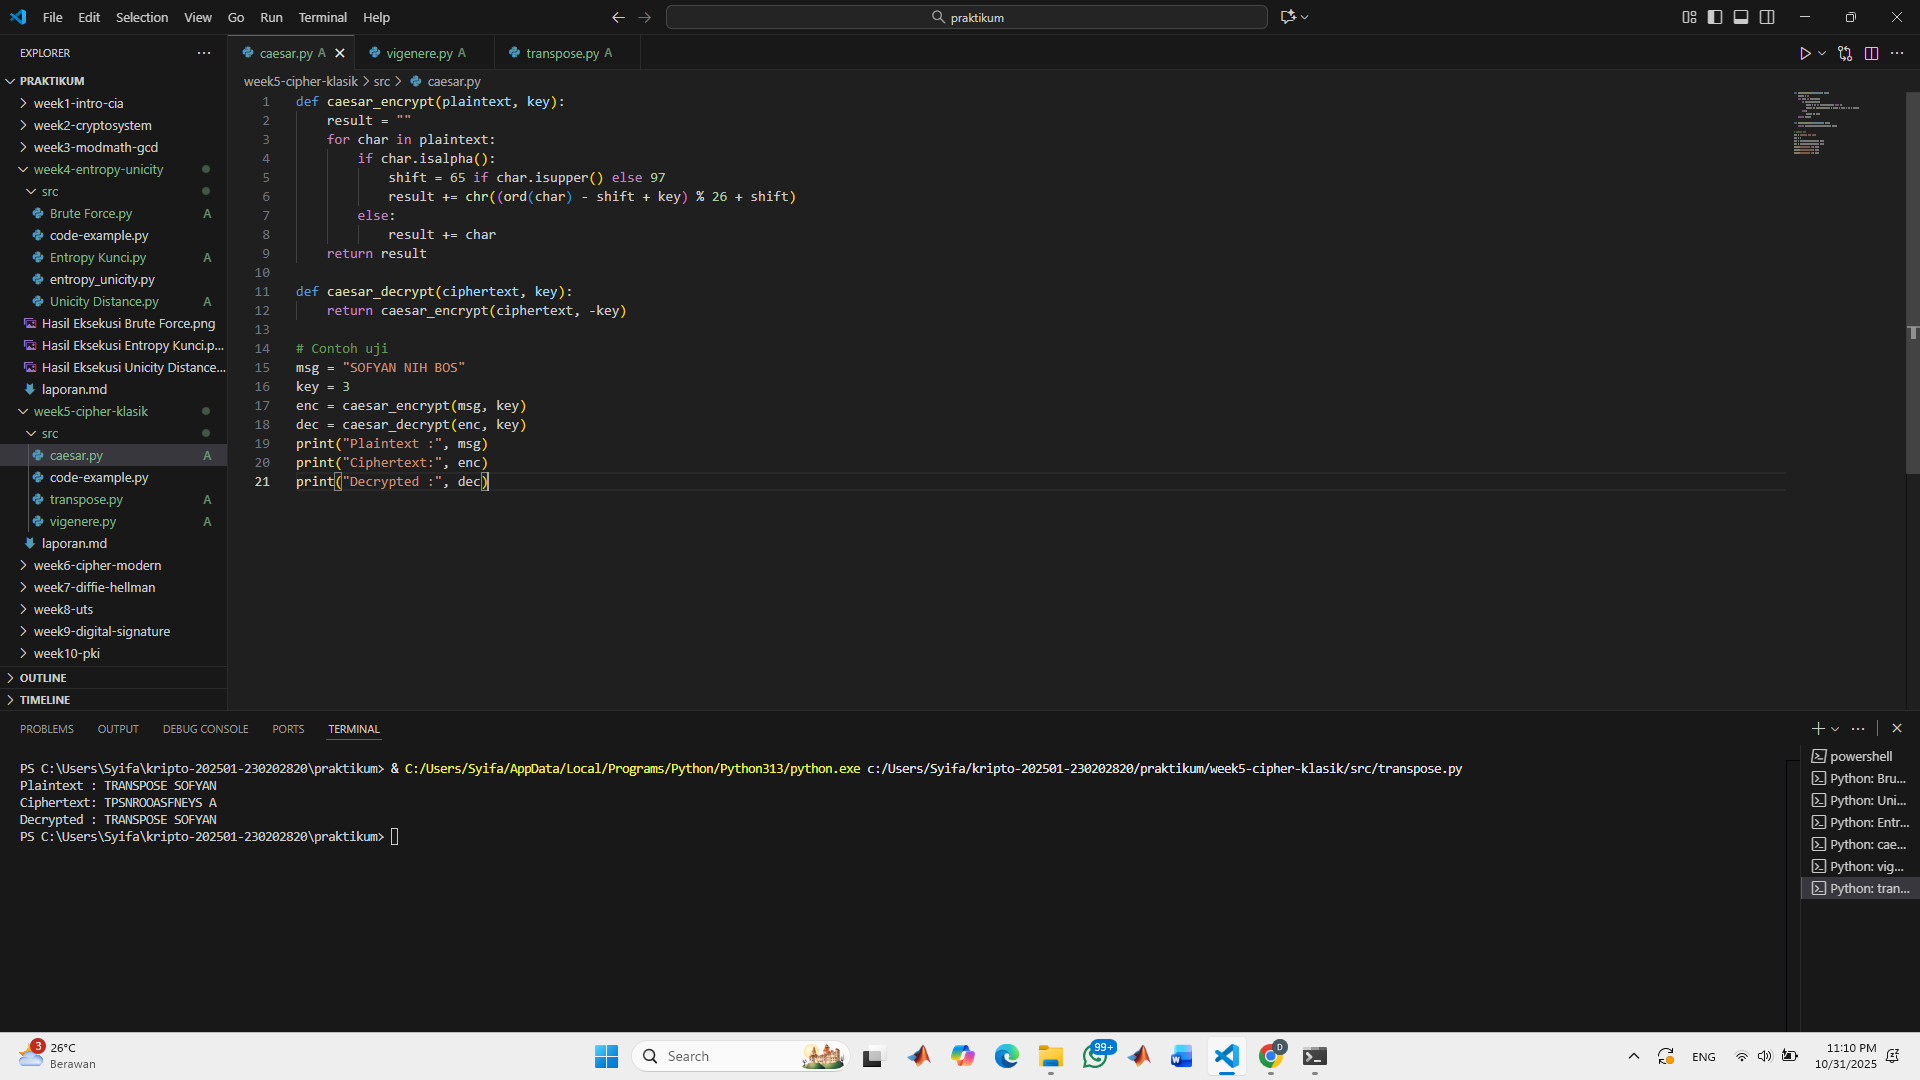 File Edit Selection View Go Run Terminal Help
praktikum
EXPLORER
PRAKTIKUM
week1-intro-cia
week2-cryptosystem
week3-modmath-gcd
week4-entropy-unicity
src
Brute Force.py A
code-example.py
Entropy Kunci.py A
entropy_unicity.py
Unicity Distance.py A
Hasil Eksekusi Brute Force.png
Hasil Eksekusi Entropy Kunci.p...
Hasil Eksekusi Unicity Distance...
laporan.md
week5-cipher-klasik
src
caesar.py A
code-example.py
transpose.py A
vigenere.py A
laporan.md
week6-cipher-modern
week7-diffie-hellman
week8-uts
week9-digital-signature
week10-pki
OUTLINE
TIMELINE
caesar.py A
vigenere.py A
transpose.py A
week5-cipher-klasik > src > caesar.py
1 def caesar_encrypt(plaintext, key):
2 result = ""
3 for char in plaintext:
4 if char.isalpha():
5 shift = 65 if char.isupper() else 97
6 result += chr((ord(char) - shift + key) % 26 + shift)
7 else:
8 result += char
9 return result
10
11 def caesar_decrypt(ciphertext, key):
12 return caesar_encrypt(ciphertext, -key)
13
14 # Contoh uji
15 msg = "SOFYAN NIH BOS"
16 key = 3
17 enc = caesar_encrypt(msg, key)
18 dec = caesar_decrypt(enc, key)
19 print("Plaintext :", msg)
20 print("Ciphertext:", enc)
21 print("Decrypted :", dec)
PROBLEMS OUTPUT DEBUG CONSOLE PORTS TERMINAL
PS C:\Users\Syifa\kripto-202501-230202820\praktikum> & C:/Users/Syifa/AppData/Local/Programs/Python/Python313/python.exe c:/Users/Syifa/kripto-202501-230202820/praktikum/week5-cipher-klasik/src/transpose.py
Plaintext : TRANSPOSE SOFYAN
Ciphertext: TPSNROOASFNEYS A
Decrypted : TRANSPOSE SOFYAN
PS C:\Users\Syifa\kripto-202501-230202820\praktikum>
powershell
Python: Bru...
Python: Uni...
Python: Entr...
Python: cae...
Python: vig...
Python: tran...
3
26°C
Berawan
Search
99+
D
ENG
11:10 PM
10/31/2025